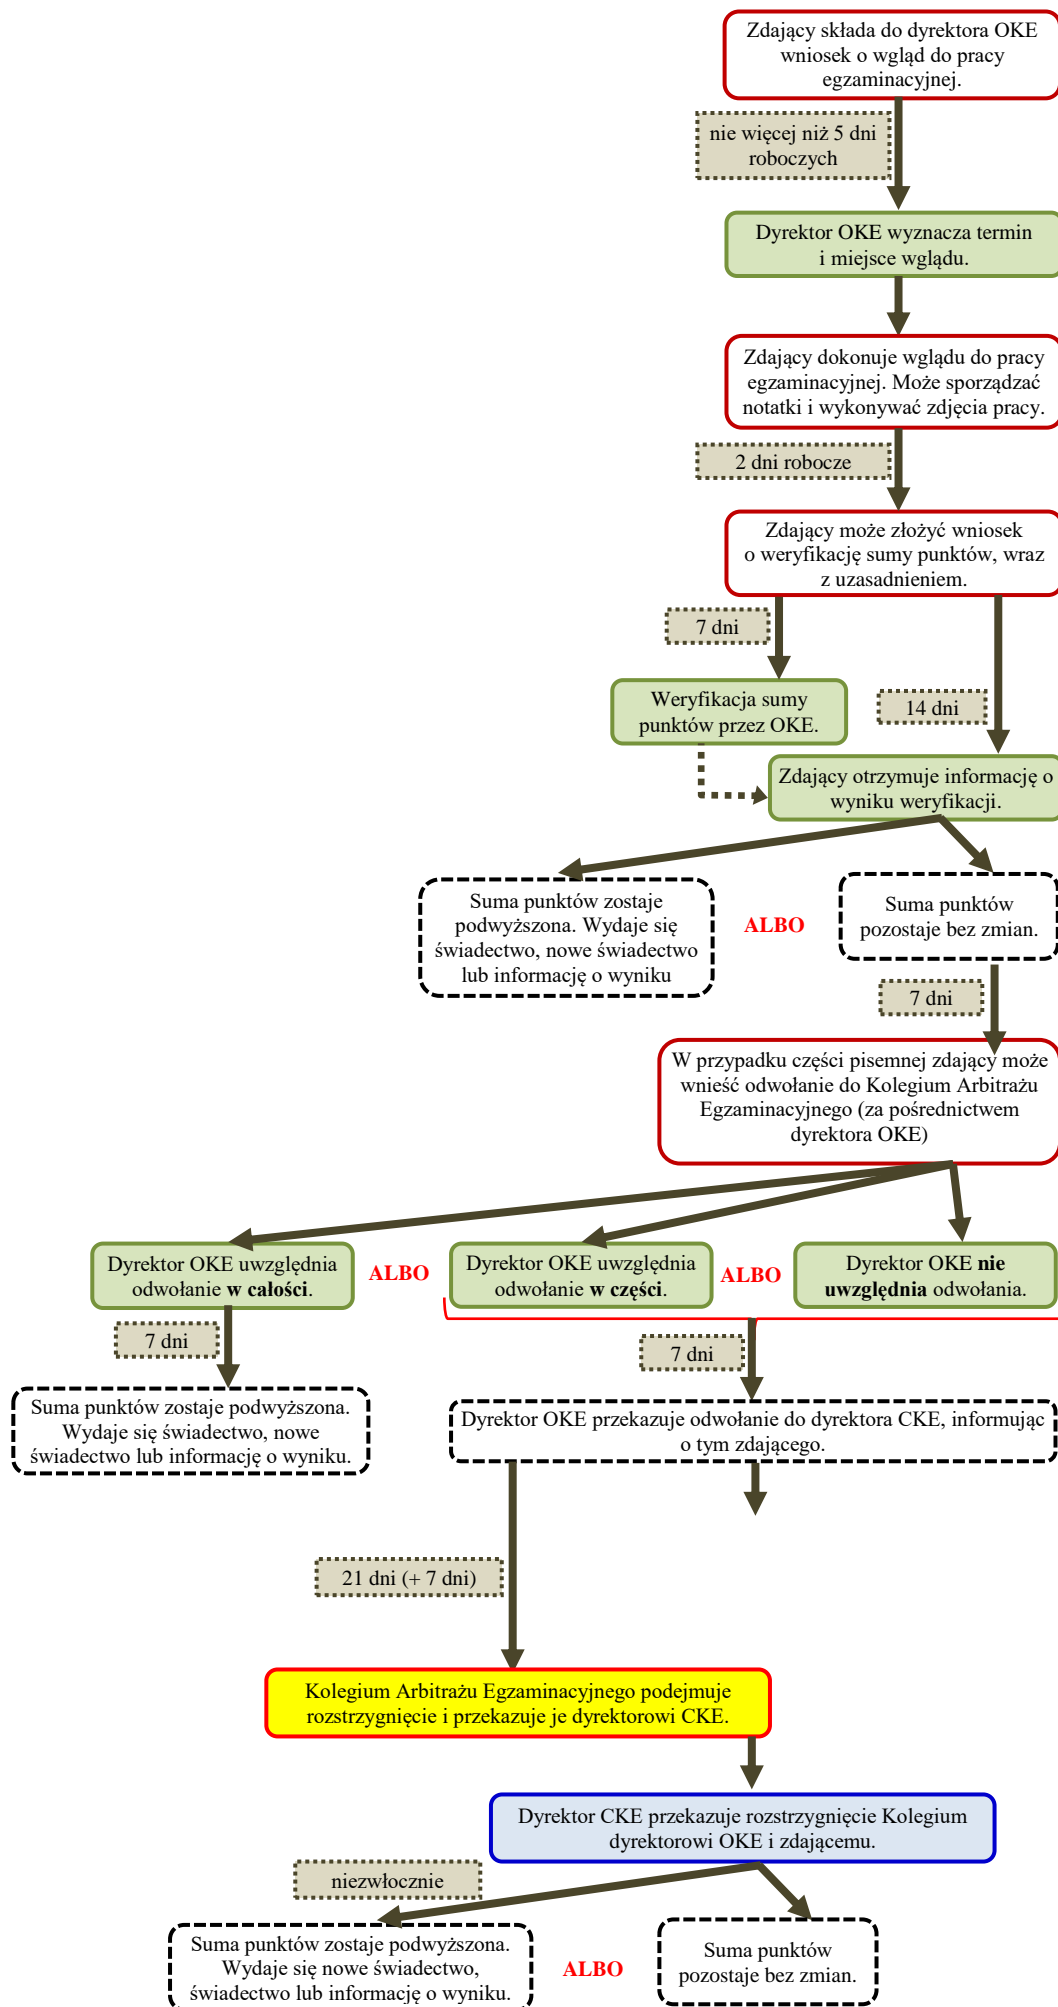 Zdający składa do dyrektora OKE
wniosek o wgląd do pracy
egzaminacyjnej.
nie więcej niż 5 dni
roboczych
Dyrektor OKE wyznacza termin
i miejsce wglądu.
Zdający dokonuje wglądu do pracy
egzaminacyjnej. Może sporządzać
notatki i wykonywać zdjęcia pracy.
2 dni robocze
Zdający może złożyć wniosek
o weryfikację sumy punktów, wraz
z uzasadnieniem.
7 dni
Weryfikacja sumy
punktów przez OKE.
14 dni
Zdający otrzymuje informację o
wyniku weryfikacji.
Suma punktów zostaje
podwyższona. Wydaje się
świadectwo, nowe świadectwo
lub informację o wyniku
ALBO
Suma punktów
pozostaje bez zmian.
7 dni
W przypadku części pisemnej zdający może
wnieść odwołanie do Kolegium Arbitrażu
Egzaminacyjnego (za pośrednictwem
dyrektora OKE)
Dyrektor OKE uwzględnia
odwołanie w całości.
ALBO
Dyrektor OKE uwzględnia
odwołanie w części.
ALBO
Dyrektor OKE nie
uwzględnia odwołania.
7 dni
7 dni
Suma punktów zostaje podwyższona.
Wydaje się świadectwo, nowe
świadectwo lub informację o wyniku.
Dyrektor OKE przekazuje odwołanie do dyrektora CKE, informując
o tym zdającego.
21 dni (+ 7 dni)
Kolegium Arbitrażu Egzaminacyjnego podejmuje
rozstrzygnięcie i przekazuje je dyrektorowi CKE.
Dyrektor CKE przekazuje rozstrzygnięcie Kolegium
dyrektorowi OKE i zdającemu.
niezwłocznie
Suma punktów zostaje podwyższona.
Wydaje się nowe świadectwo,
świadectwo lub informację o wyniku.
ALBO
Suma punktów
pozostaje bez zmian.